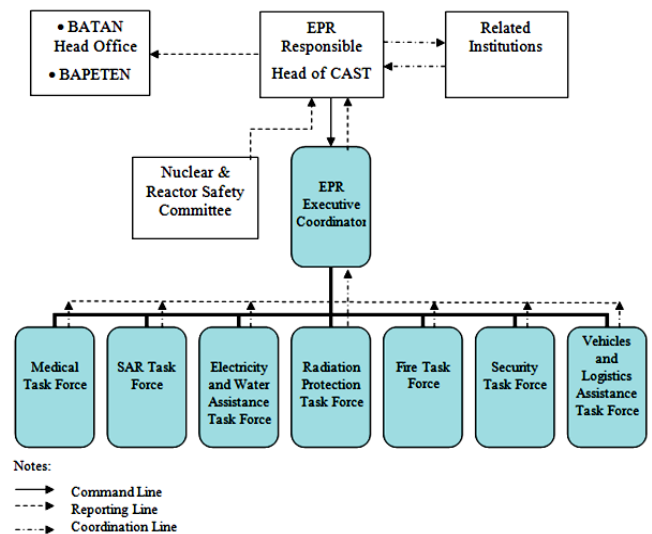 • BATAN
Head Office
• BAPETEN
EPR
Responsible
Head of CAST
Related
Institutions
Nuclear &
Reactor Safety
Committee
EPR
Executive
Coordinator
Medical
Task Force
SAR Task
Force
Electricity
and Water
Assistance
Task Force
Radiation
Protection
Task Force
Fire Task
Force
Security
Task Force
Vehicles
and
Logistics
Assistance
Task Force
Notes:
Command Line
Reporting Line
Coordination Line